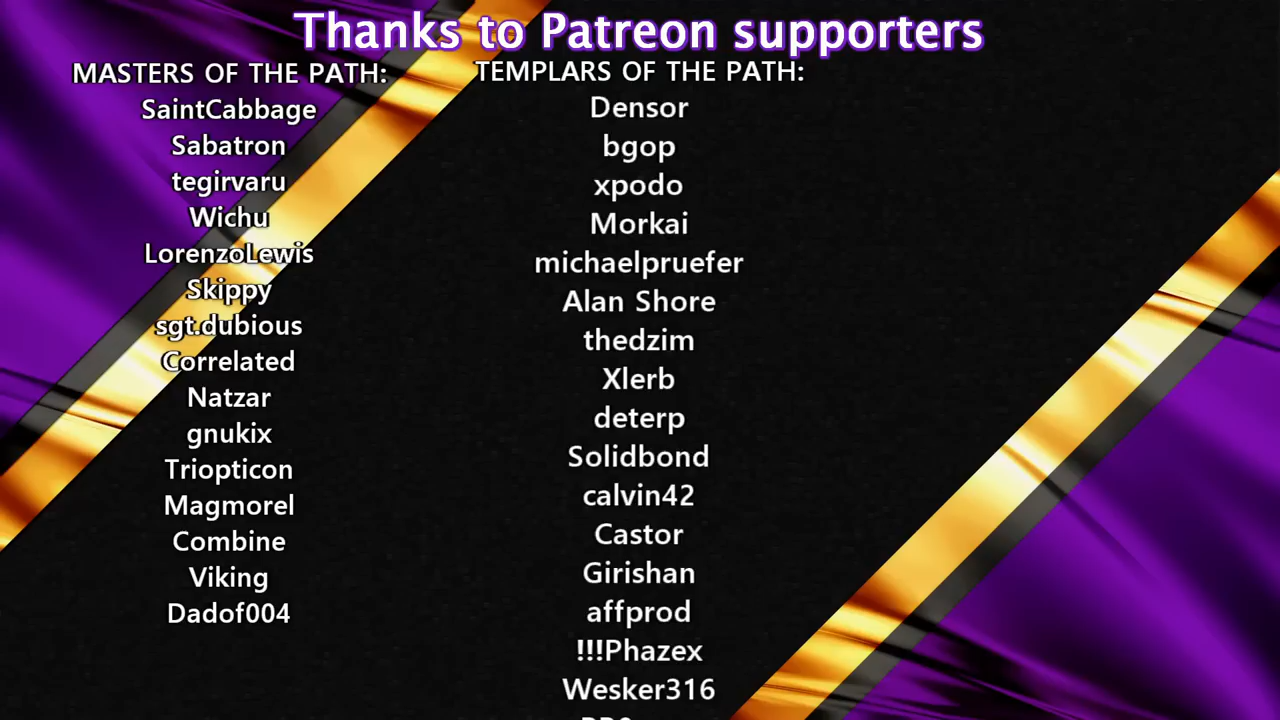 Thanks to Patreon supporters
MASTERS OF THE PATH:
SaintCabbage
Sabatron
tegirvaru
Wichu
LorenzoLewis
Skippy
sgt.dubious
Correlated
Natzar
gnukix
Triopticon
Magmorel
Combine
Viking
Dadof004
TEMPLARS OF THE PATH:
Densor
bgop
xpodo
Morkai
michaelpruefer
Alan Shore
thedzim
Xlerb
deterp
Solidbond
calvin42
Castor
Girishan
affprod
!!!Phazex
Wesker316